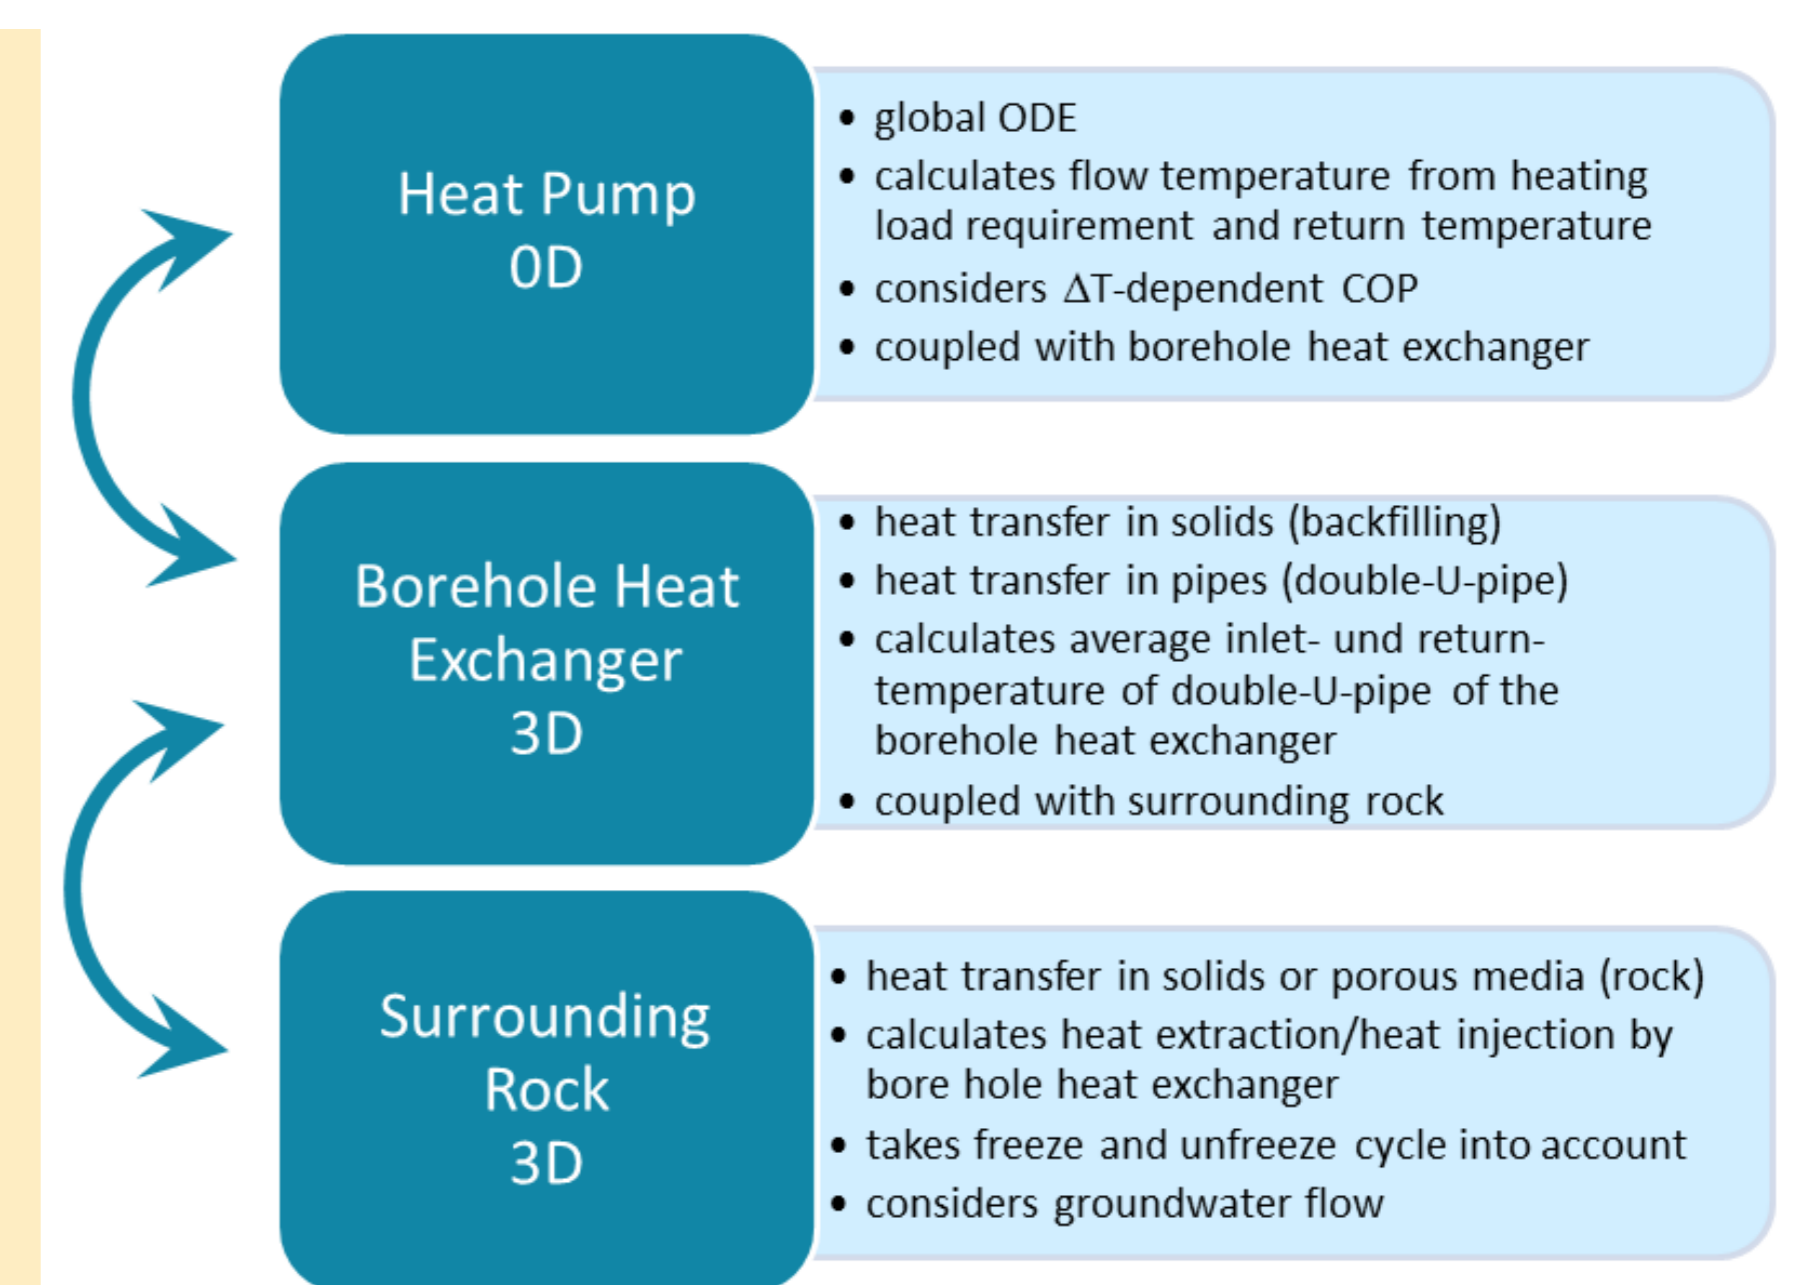 Heat Pump
0D
• global ODE
• calculates flow temperature from heating
load requirement and return temperature
• considers ΔT-dependent COP
• coupled with borehole heat exchanger
Borehole Heat
Exchanger
3D
• heat transfer in solids (backfilling)
• heat transfer in pipes (double-U-pipe)
• calculates average inlet- und return-
temperature of double-U-pipe of the
borehole heat exchanger
• coupled with surrounding rock
Surrounding
Rock
3D
• heat transfer in solids or porous media (rock)
• calculates heat extraction/heat injection by
bore hole heat exchanger
• takes freeze and unfreeze cycle into account
• considers groundwater flow